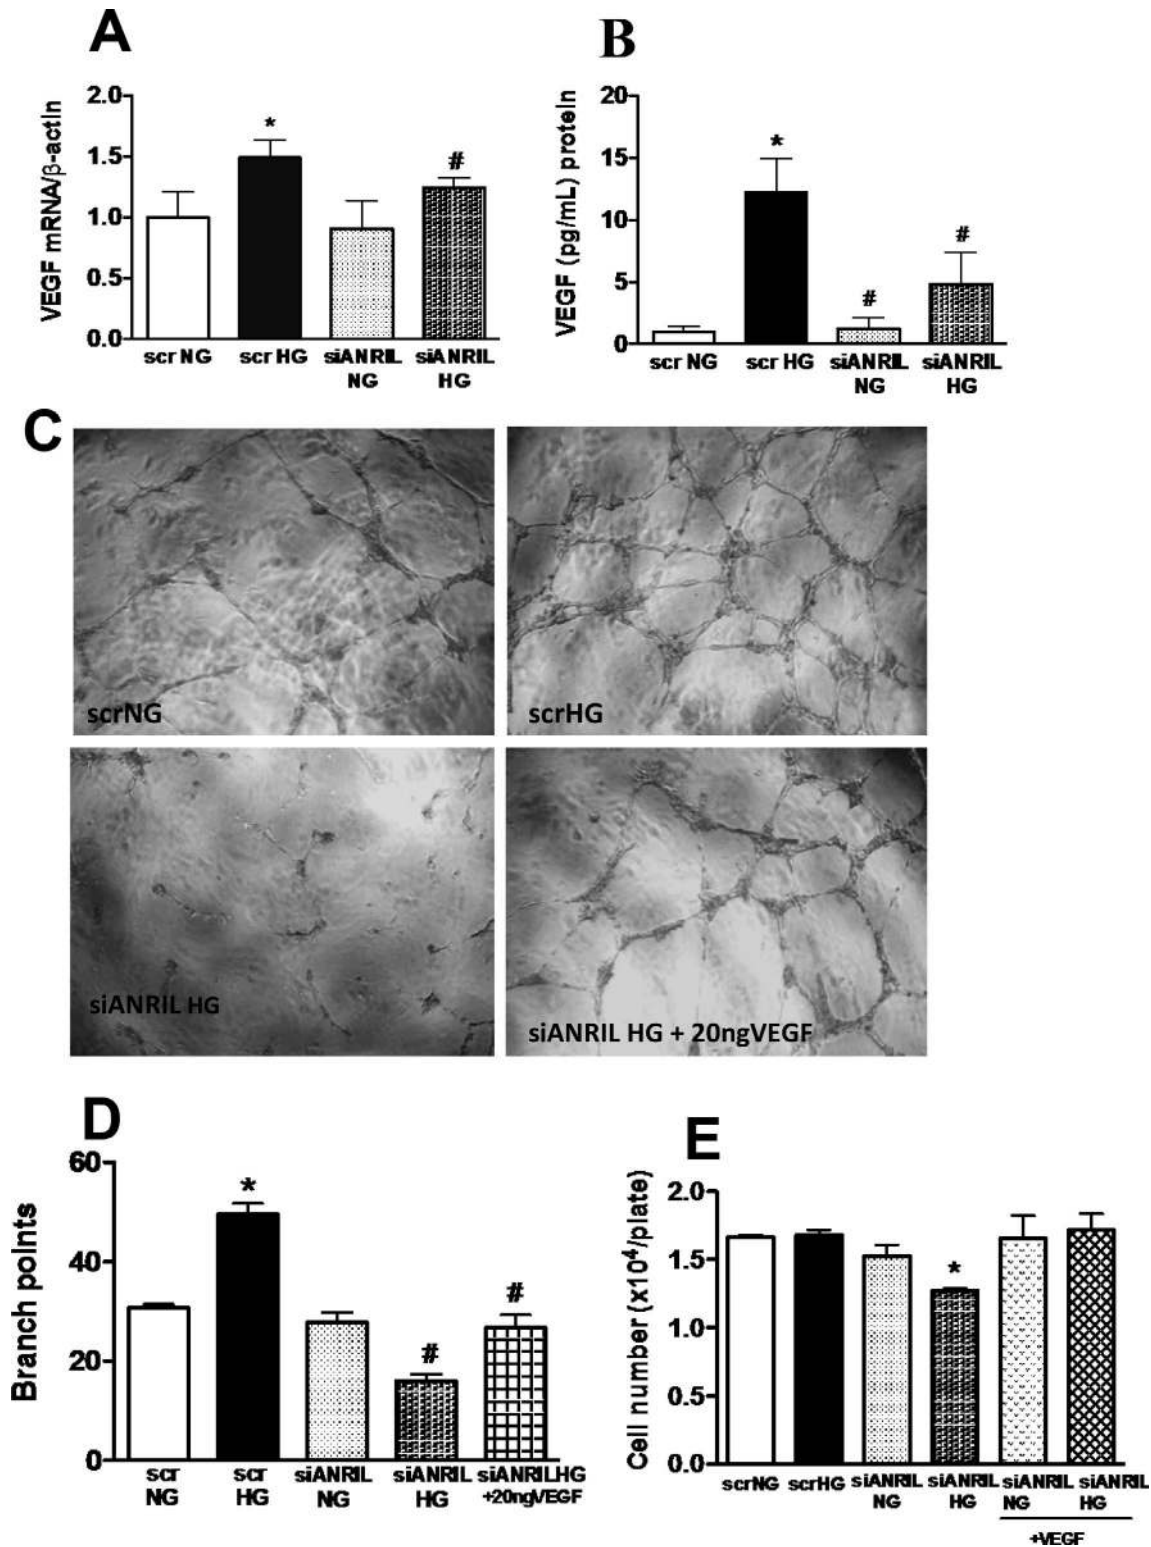 A
VEGF mRNA/β-actin
2.0
1.5
1.0
0.5
0.0
*
#
scr NG
scr HG
siANRIL
NG
siANRIL
HG
B
VEGF (pg/mL) protein
20
15
10
5
0
*
#
#
scr NG
scr HG
siANRIL
NG
siANRIL
HG
C
scrNG
scrHG
siANRIL HG
siANRIL HG + 20ngVEGF
D
Branch points
60
40
20
0
*
#
#
scr
NG
scr
HG
siANRIL
NG
siANRIL
HG
siANRILHG
+20ngVEGF
E
Cell number (x10⁴/plate)
2.0
1.5
1.0
0.5
0.0
*
scrNG
scrHG
siANRIL
NG
siANRIL
HG
siANRIL
NG
siANRIL
HG
+VEGF